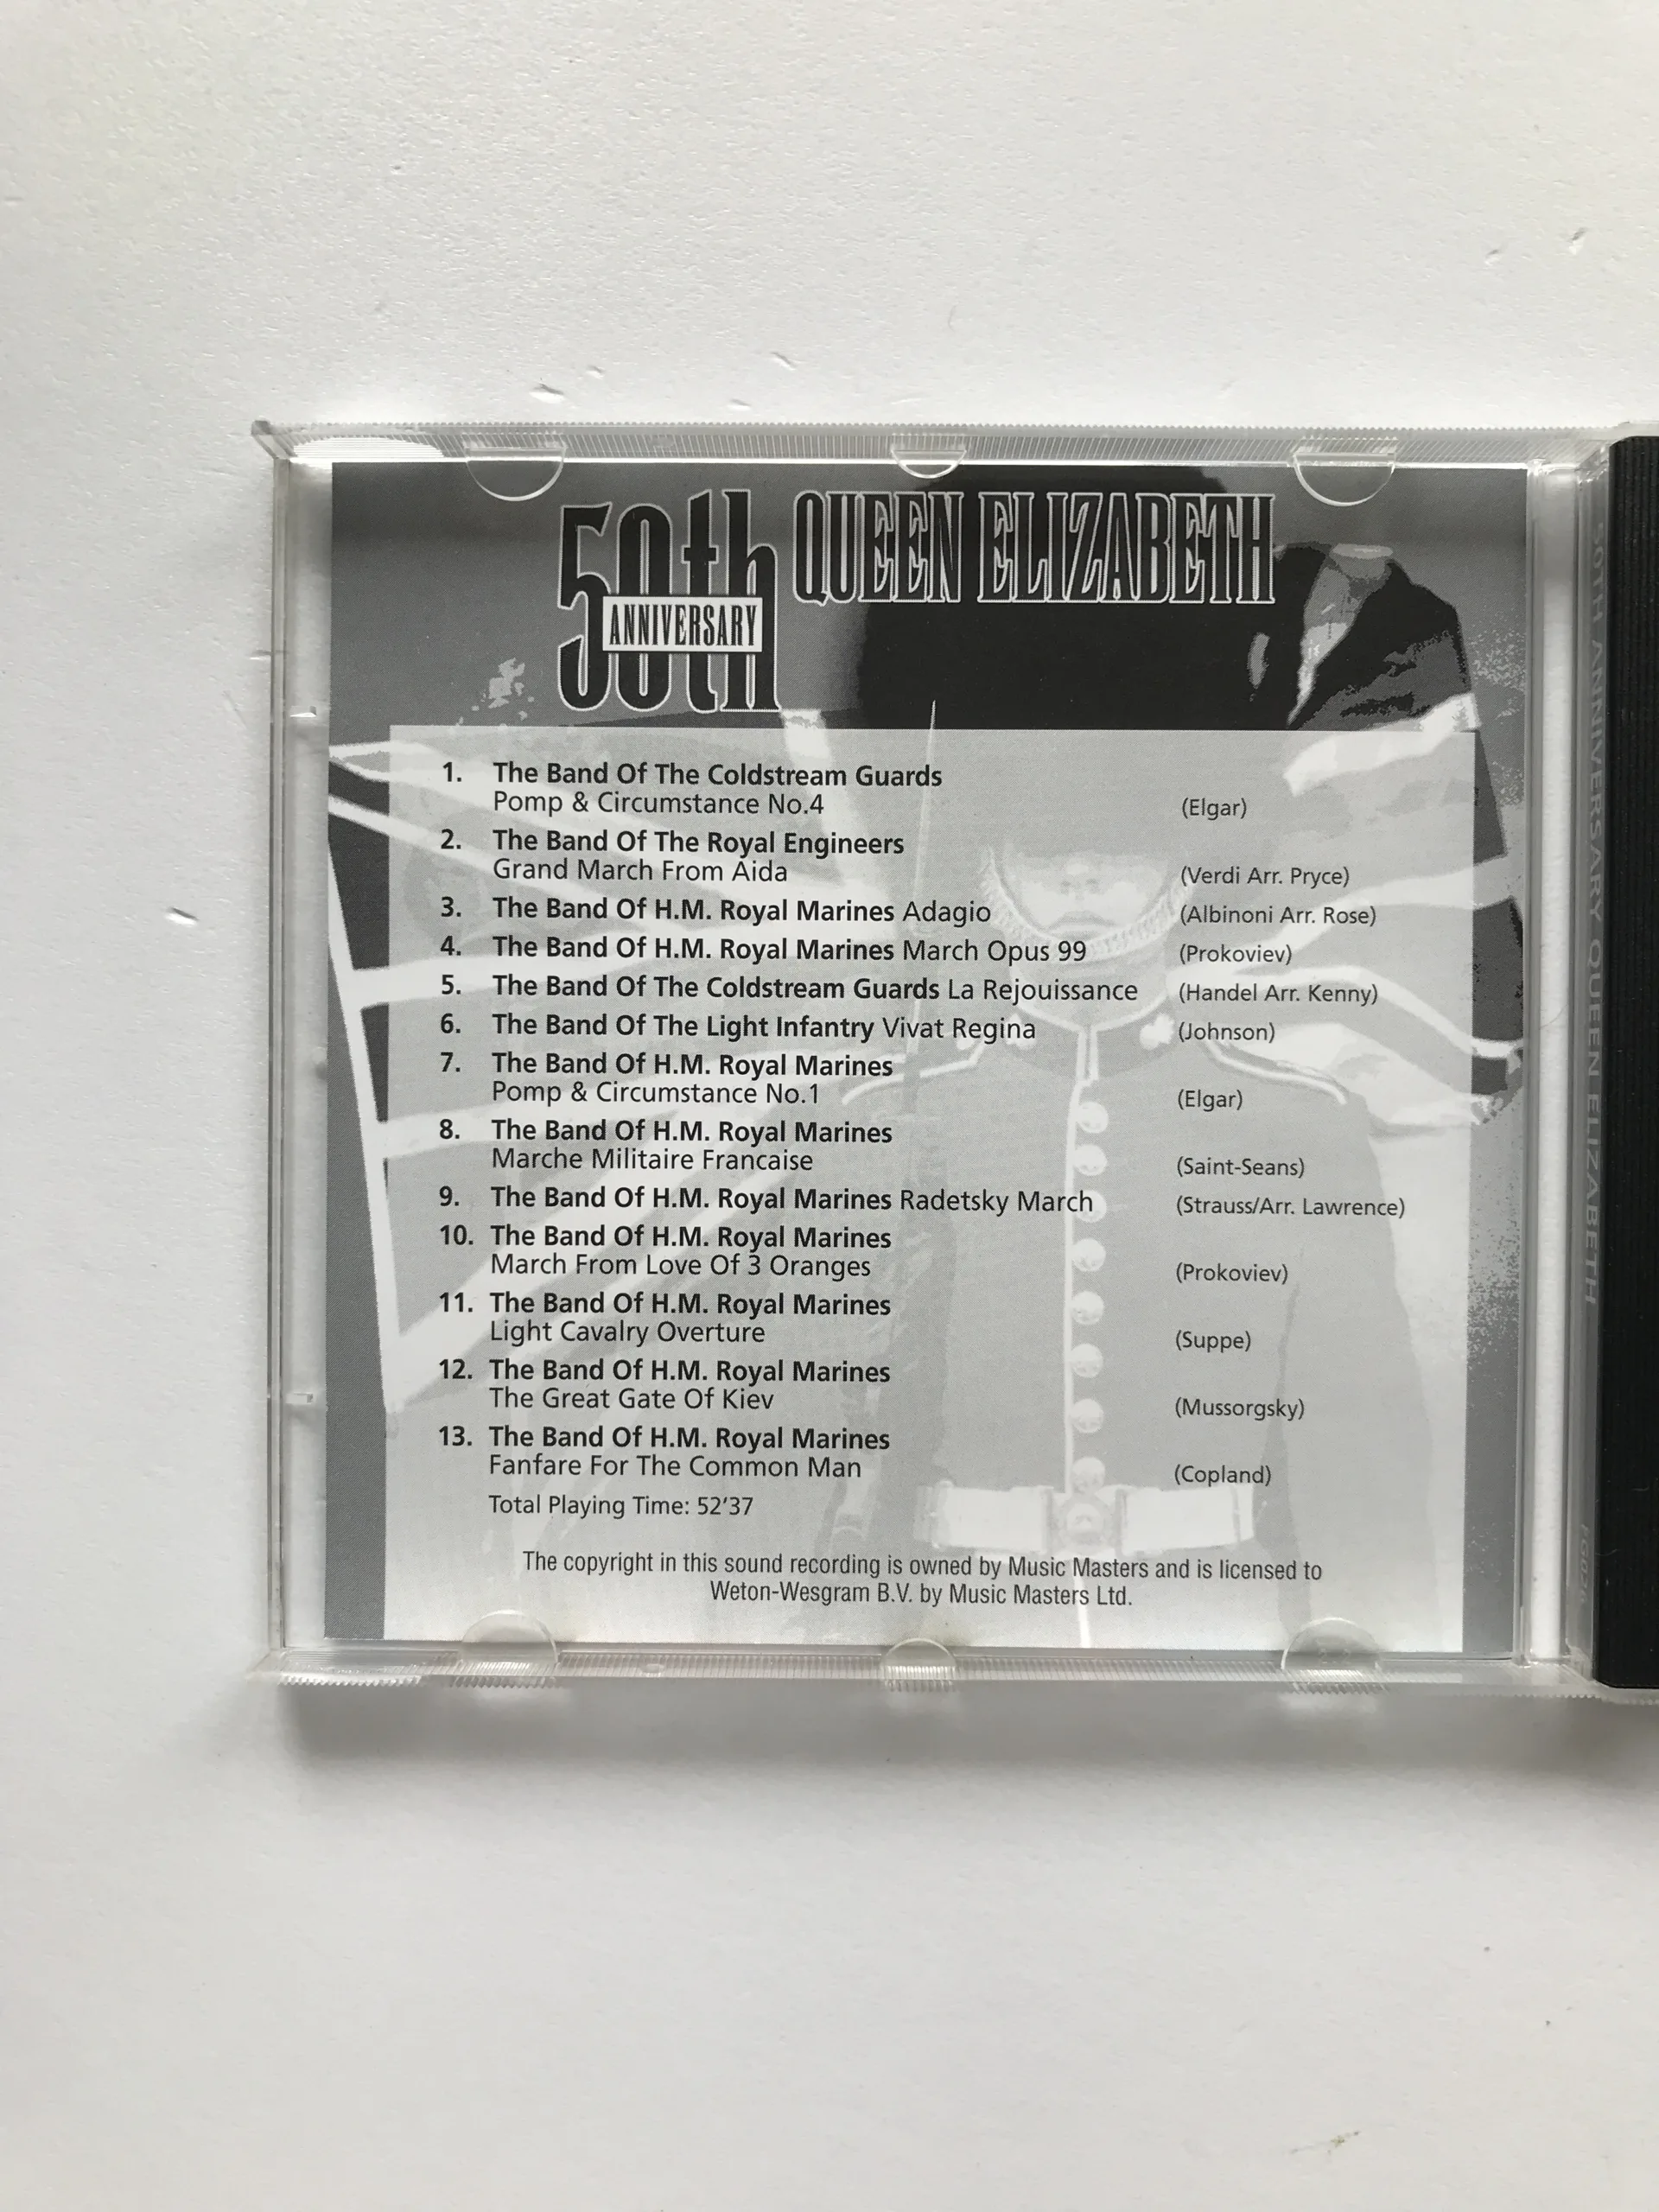 50th QUEEN ELIZABETH
ANNIVERSARY
1. The Band Of The Coldstream Guards
Pomp & Circumstance No.4 (Elgar)
2. The Band Of The Royal Engineers
Grand March From Aida (Verdi Arr. Pryce)
3. The Band Of H.M. Royal Marines Adagio (Albinoni Arr. Rose)
4. The Band Of H.M. Royal Marines March Opus 99 (Prokoviev)
5. The Band Of The Coldstream Guards La Rejouissance (Handel Arr. Kenny)
6. The Band Of The Light Infantry Vivat Regina (Johnson)
7. The Band Of H.M. Royal Marines
Pomp & Circumstance No.1 (Elgar)
8. The Band Of H.M. Royal Marines
Marche Militaire Francaise (Saint-Seans)
9. The Band Of H.M. Royal Marines Radetsky March (Strauss/Arr. Lawrence)
10. The Band Of H.M. Royal Marines
March From Love Of 3 Oranges (Prokoviev)
11. The Band Of H.M. Royal Marines
Light Cavalry Overture (Suppe)
12. The Band Of H.M. Royal Marines
The Great Gate Of Kiev (Mussorgsky)
13. The Band Of H.M. Royal Marines
Fanfare For The Common Man (Copland)
Total Playing Time: 52'37
The copyright in this sound recording is owned by Music Masters and is licensed to
Weton-Wesgram B.V. by Music Masters Ltd.
50TH ANNIVERSARY QUEEN ELIZABETH